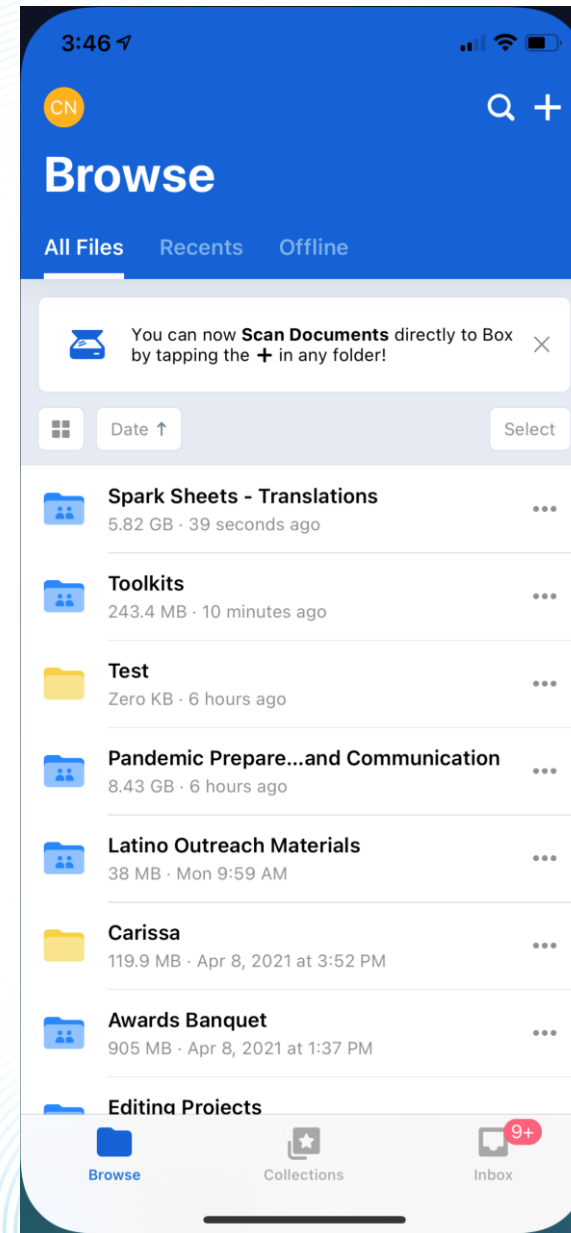 3:46
CN
Browse
All Files Recents Offline
You can now Scan Documents directly to Box
by tapping the + in any folder!
Date ↑ Select
Spark Sheets - Translations
5.82 GB · 39 seconds ago
Toolkits
243.4 MB · 10 minutes ago
Test
Zero KB · 6 hours ago
Pandemic Prepare...and Communication
8.43 GB · 6 hours ago
Latino Outreach Materials
38 MB · Mon 9:59 AM
Carissa
119.9 MB · Apr 8, 2021 at 3:52 PM
Awards Banquet
905 MB · Apr 8, 2021 at 1:37 PM
Editing Projects
9+
Browse Collections Inbox